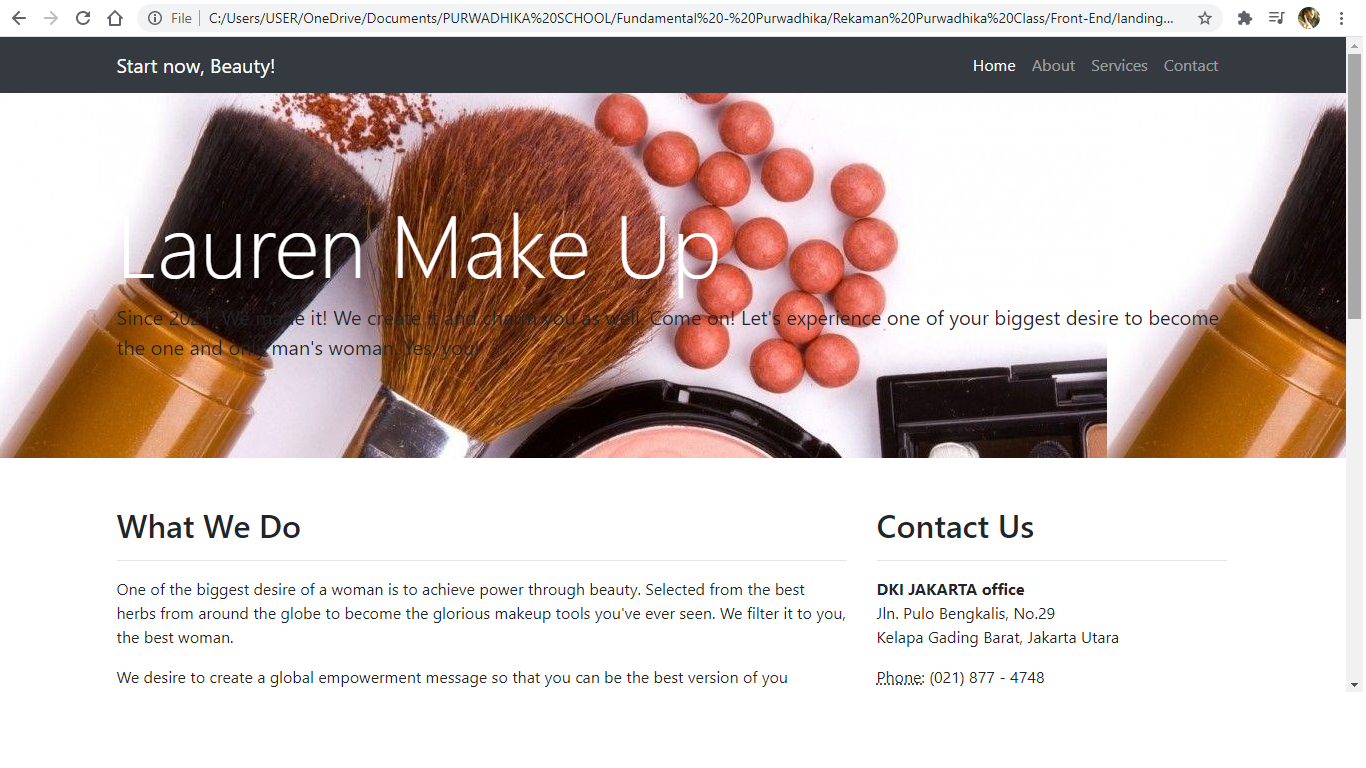 File
C:/Users/USER/OneDrive/Documents/PURWADHIKA%20SCHOOL/Fundamental%20-%20Purwadhika/Rekaman%20Purwadhika%20Class/Front-End/landing...
Start now, Beauty! Home About Services Contact
Lauren Make Up
Since 2021. We made it! We create it and charm you as well. Come on! Let's experience one of your biggest desire to become
the one and only man's woman. Yes, you!
What We Do
One of the biggest desire of a woman is to achieve power through beauty. Selected from the best
herbs from around the globe to become the glorious makeup tools you've ever seen. We filter it to you,
the best woman.
We desire to create a global empowerment message so that you can be the best version of you
Contact Us
DKI JAKARTA office
Jln. Pulo Bengkalis, No.29
Kelapa Gading Barat, Jakarta Utara
Phone: (021) 877 - 4748